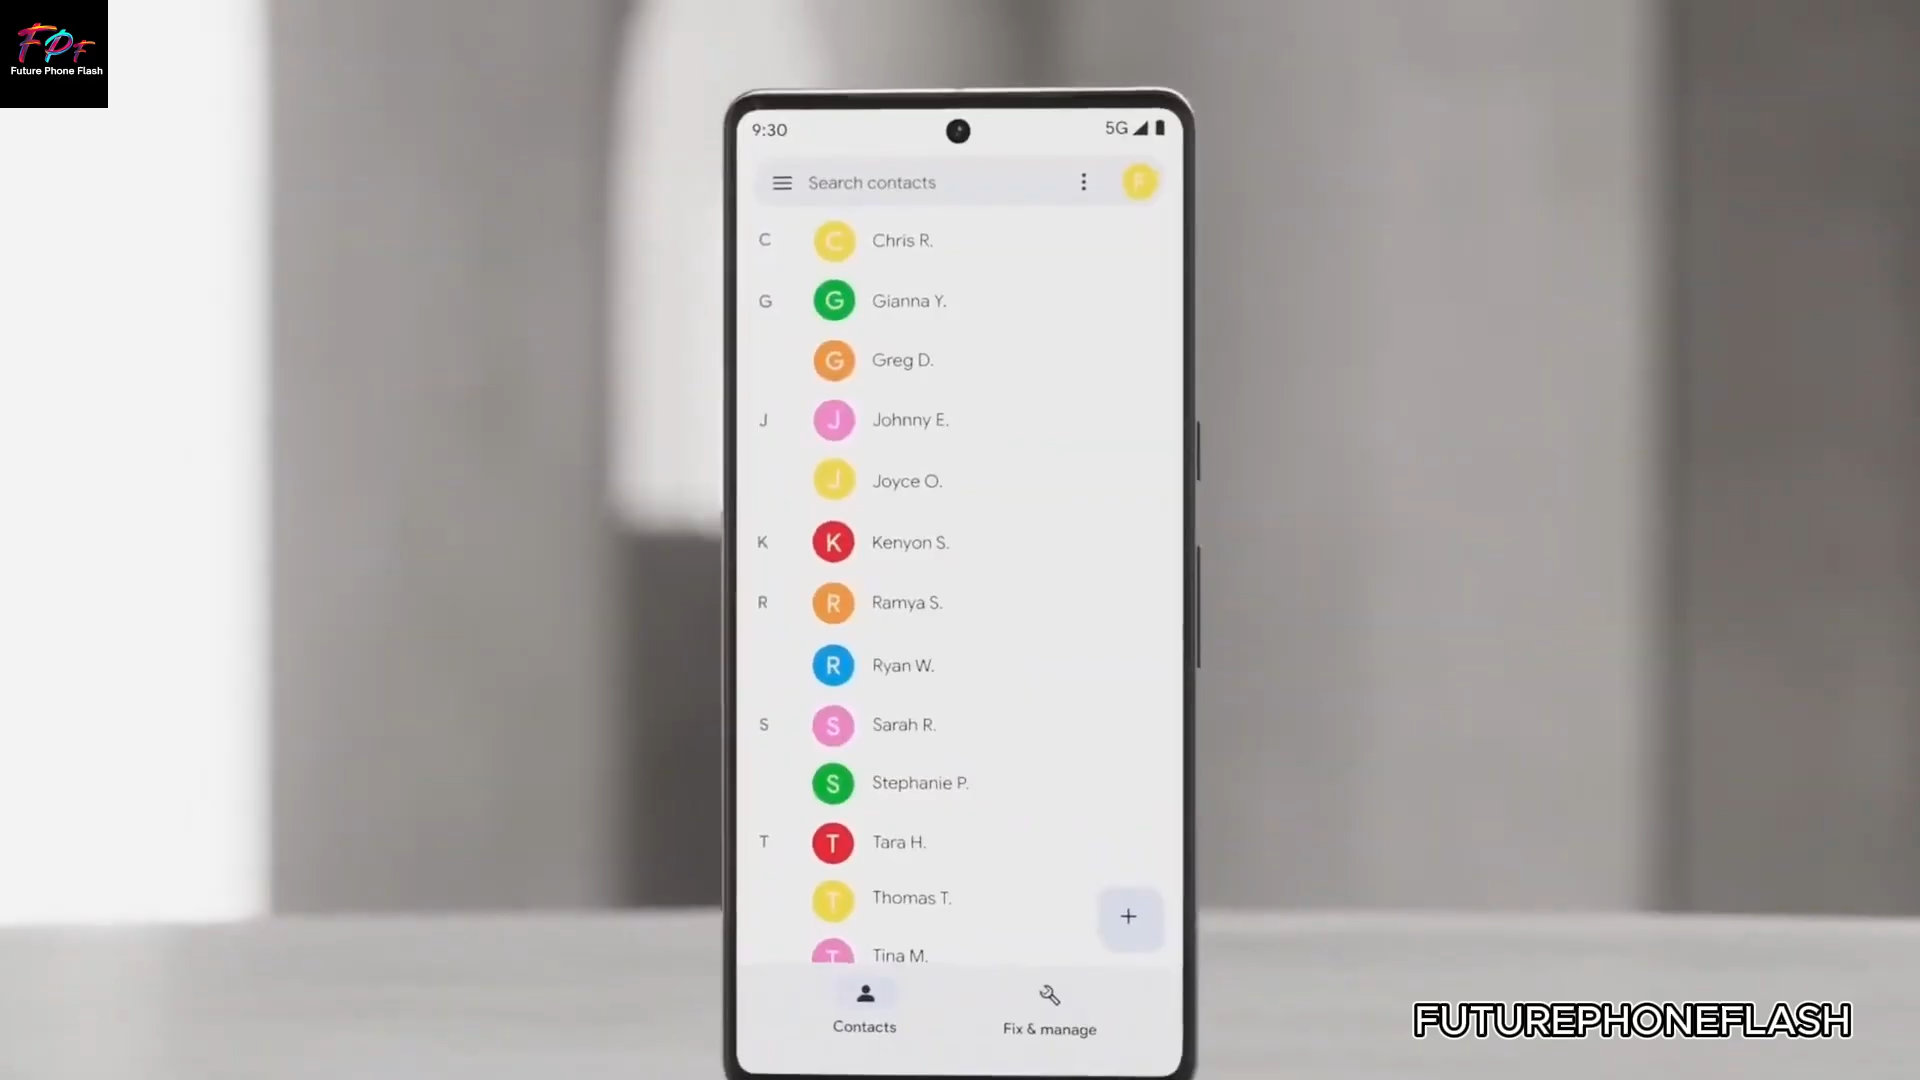 FPF
Future Phone Flash
9:30
5G
Search contacts
F
C
C
Chris R.
G
G
Gianna Y.
G
Greg D.
J
J
Johnny E.
J
Joyce O.
K
K
Kenyon S.
R
R
Ramya S.
R
Ryan W.
S
S
Sarah R.
S
Stephanie P.
T
T
Tara H.
T
Thomas T.
T
Tina M.
Contacts
Fix & manage
FUTUREPHONEFLASH